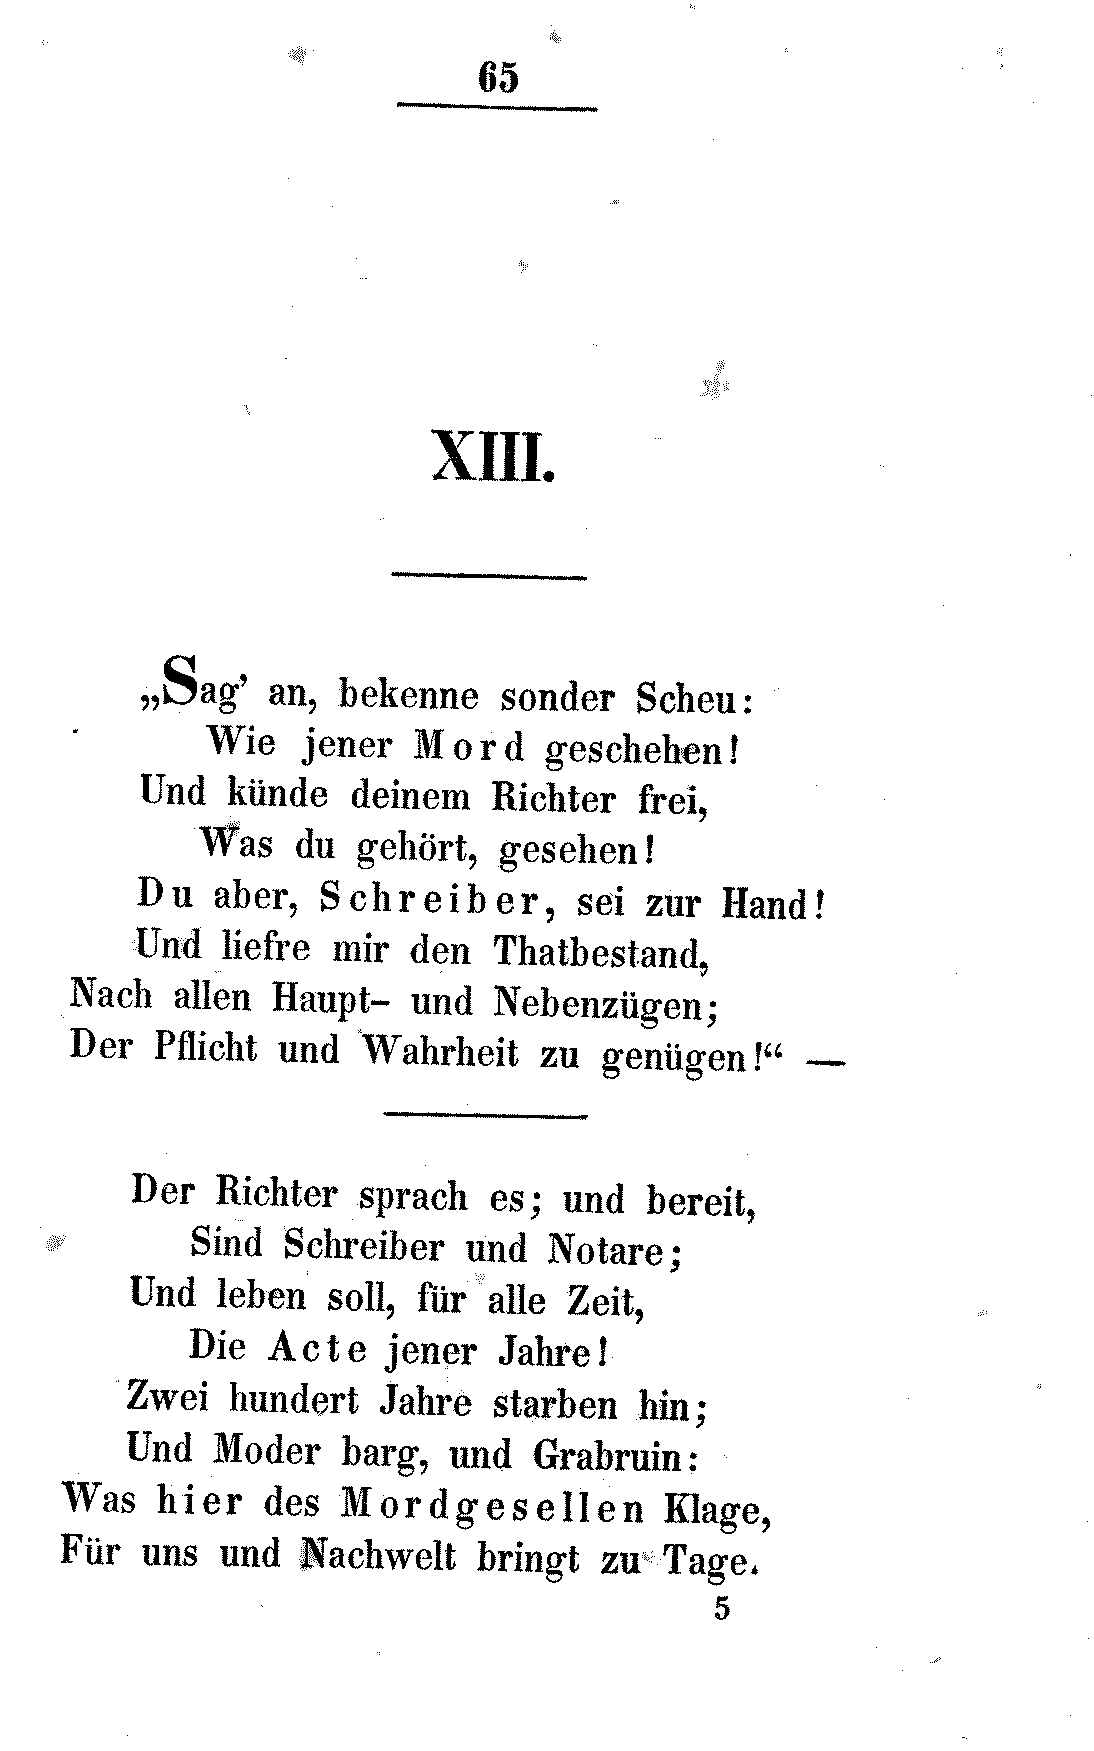 65
XIII.
„Sag’ an, bekenne sonder Scheu:
Wie jener Mord geschehen!
Und künde deinem Richter frei,
Was du gehört, gesehen!
Du aber, Schreiber, sei zur Hand!
Und liefre mir den Thatbestand,
Nach allen Haupt- und Nebenzügen;
Der Pflicht und Wahrheit zu genügen!“ —
Der Richter sprach es; und bereit,
Sind Schreiber und Notare;
Und leben soll, für alle Zeit,
Die Acte jener Jahre!
Zwei hundert Jahre starben hin;
Und Moder barg, und Grabruin:
Was hier des Mordgesellen Klage,
Für uns und Nachwelt bringt zu Tage.
5